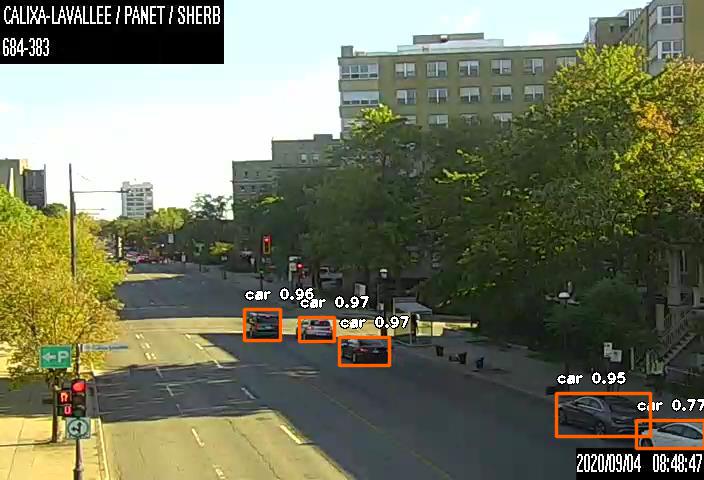 CALIXA-LAVALLEE / PANET / SHERB
684-383
car 0.96
car 0.97
car 0.97
car 0.95
car 0.77
P
2020/09/04 08:48:47